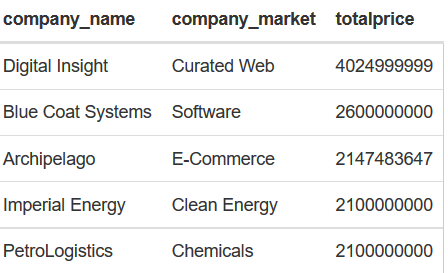 company_name company_market totalprice
Digital Insight Curated Web 4024999999
Blue Coat Systems Software 2600000000
Archipelago E-Commerce 2147483647
Imperial Energy Clean Energy 2100000000
PetroLogistics Chemicals 2100000000